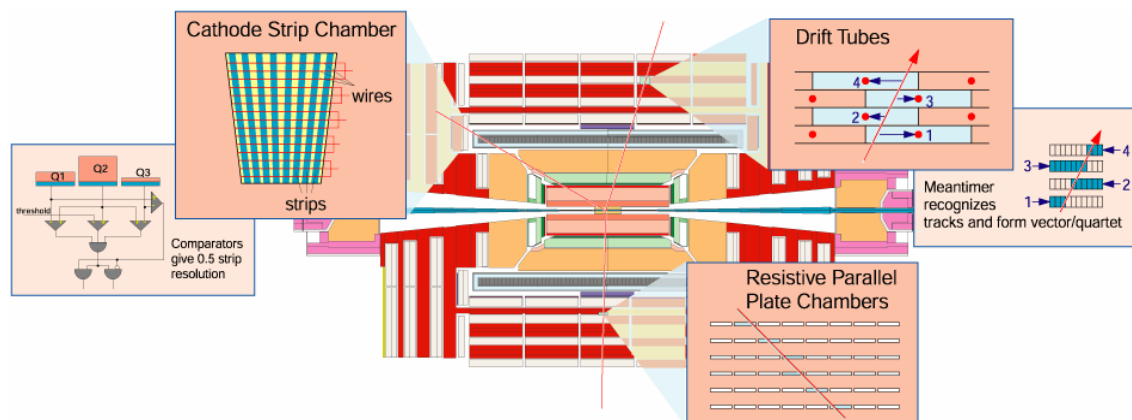 Cathode Strip Chamber
wires
strips
Q1
Q2
Q3
threshold
Comparators
give 0.5 strip
resolution
Drift Tubes
4
3
2
1
4
3
2
1
Meantimer
recognizes
tracks and form vector/quartet
Resistive Parallel
Plate Chambers